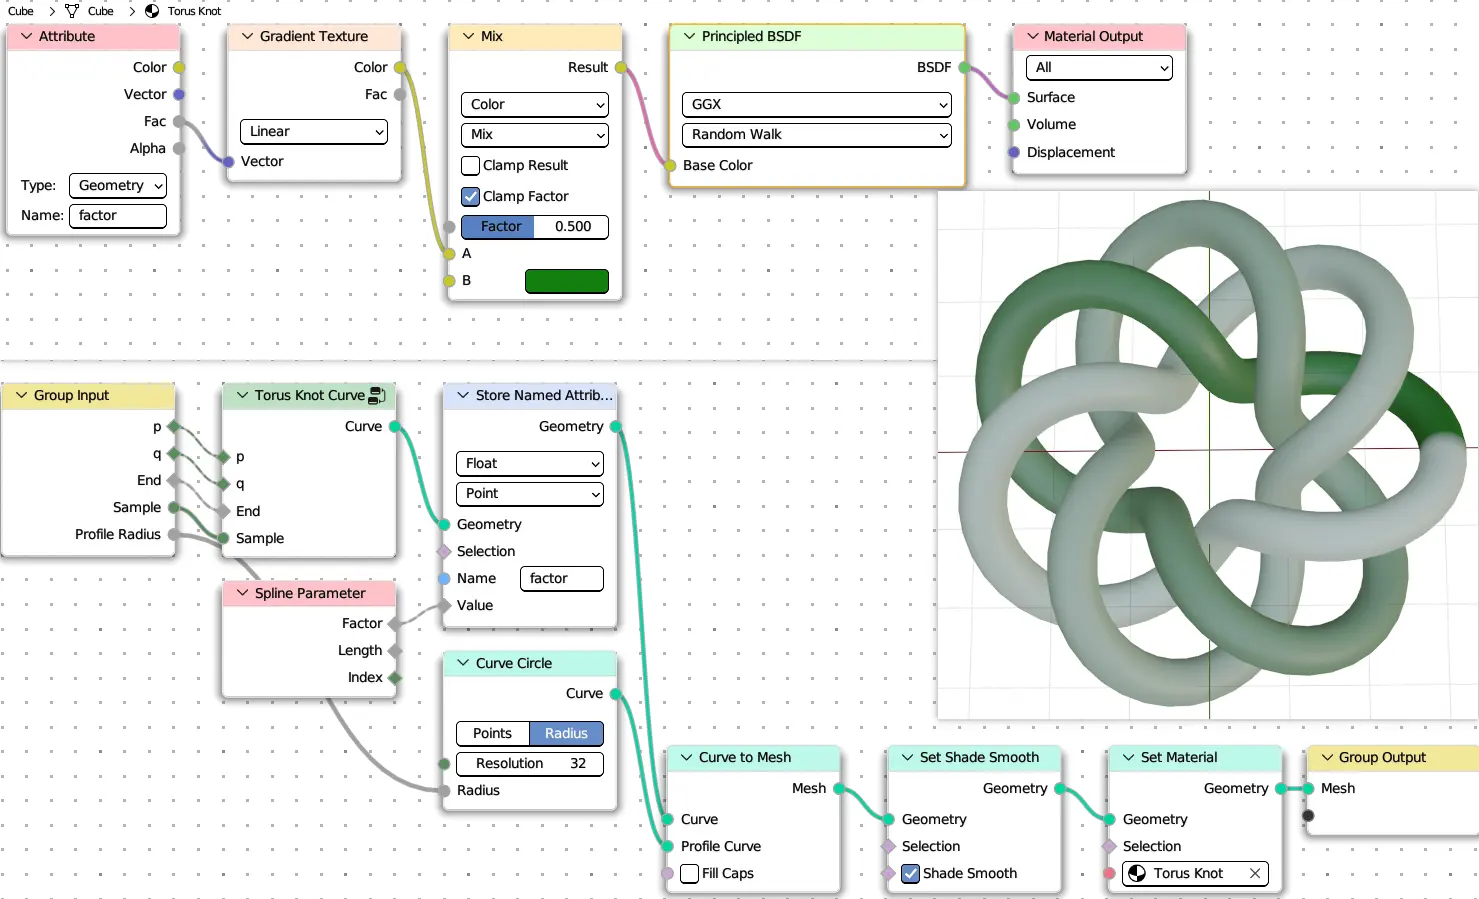 Cube > Cube > Torus Knot
Attribute
Color
Vector
Fac
Alpha
Type: Geometry
Name: factor
Gradient Texture
Color
Fac
Linear
Vector
Mix
Result
Color
Mix
Clamp Result
Clamp Factor
Factor 0.500
A
B
Principled BSDF
BSDF
GGX
Random Walk
Base Color
Material Output
All
Surface
Volume
Displacement
Group Input
p
q
End
Sample
Profile Radius
Torus Knot Curve
Curve
p
q
End
Sample
Spline Parameter
Factor
Length
Index
Store Named Attrib...
Geometry
Float
Point
Geometry
Selection
Name factor
Value
Curve Circle
Curve
Points Radius
Resolution 32
Radius
Curve to Mesh
Mesh
Curve
Profile Curve
Fill Caps
Set Shade Smooth
Geometry
Geometry
Selection
Shade Smooth
Set Material
Geometry
Geometry
Selection
Torus Knot
Group Output
Mesh